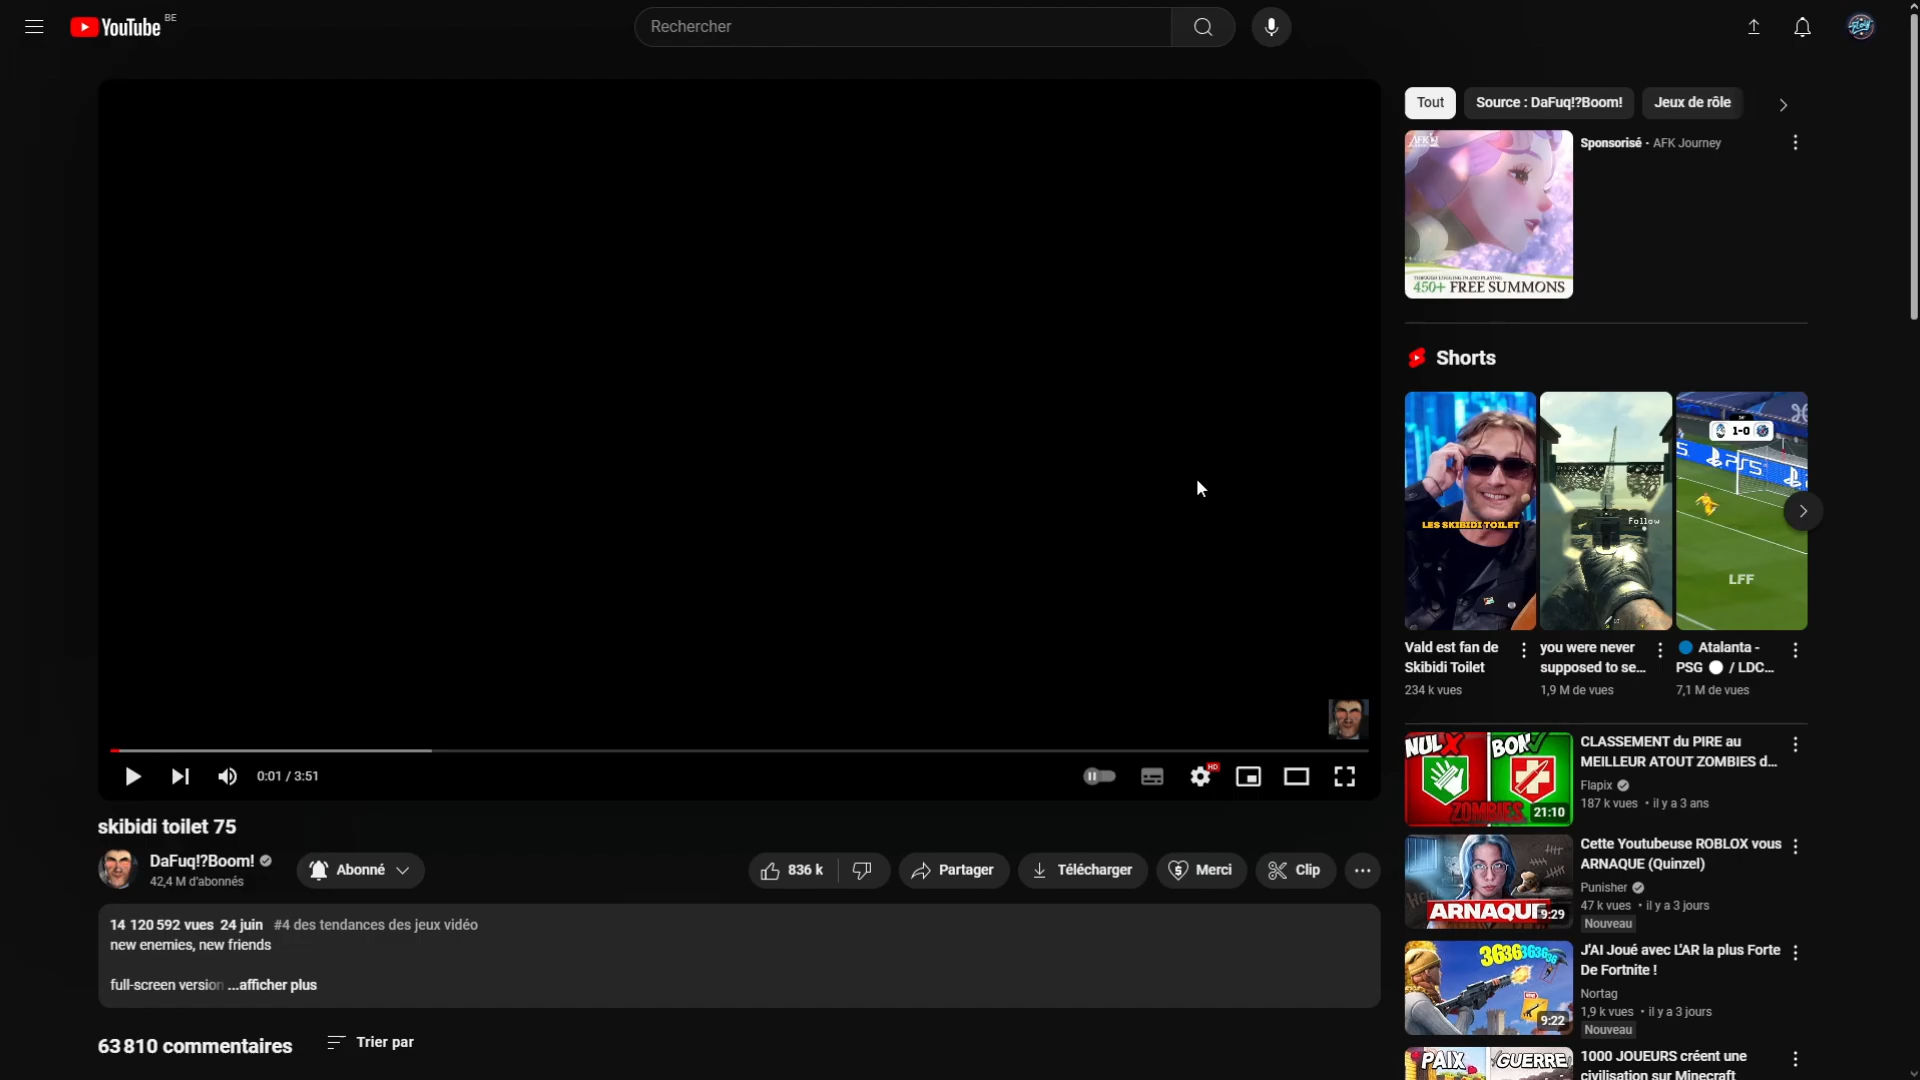 YouTube BE
Rechercher
Tout
Source : DaFuq!?Boom!
Jeux de rôle
Sponsorisé · AFK Journey
450+ FREE SUMMONS
Shorts
LES SKIBIDI TOILET
Follow
1-0
PS5
LFF
Vald est fan de
Skibidi Toilet
234 k vues
you were never
supposed to se...
1,9 M de vues
🔵 Atalanta -
PSG ⚪ / LDC...
7,1 M de vues
0:01 / 3:51
HD
skibidi toilet 75
DaFuq!?Boom!
42,4 M d'abonnés
Abonné
836 k
Partager
Télécharger
Merci
Clip
14 120 592 vues 24 juin #4 des tendances des jeux vidéo
new enemies, new friends
full-screen version ...afficher plus
63 810 commentaires
Trier par
NUL
BON
ZOMBIES
21:10
CLASSEMENT du PIRE au
MEILLEUR ATOUT ZOMBIES d...
Flapix
187 k vues • il y a 3 ans
ARNAQUE
9:29
Cette Youtubeuse ROBLOX vous
ARNAQUE (Quinzel)
Punisher
47 k vues • il y a 3 jours
Nouveau
9:22
J'AI Joué avec L'AR la plus Forte
De Fortnite !
Nortag
1,9 k vues • il y a 3 jours
Nouveau
PAIX
GUERRE
1000 JOUEURS créent une
civilisation sur Minecraft